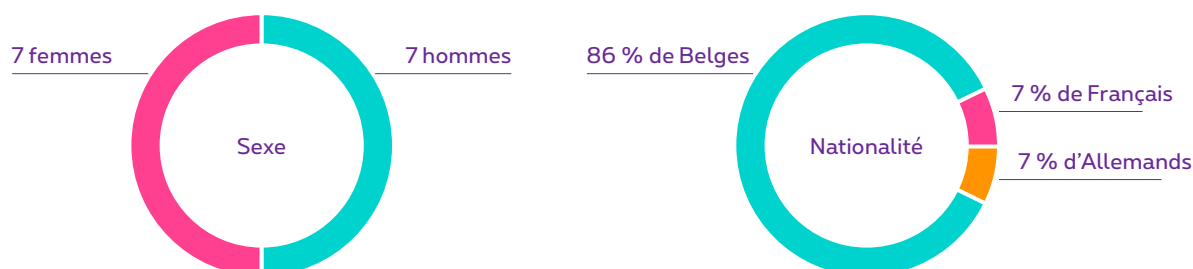 7 femmes
7 hommes
Sexe
86 % de Belges
7 % de Français
Nationalité
7 % d’Allemands